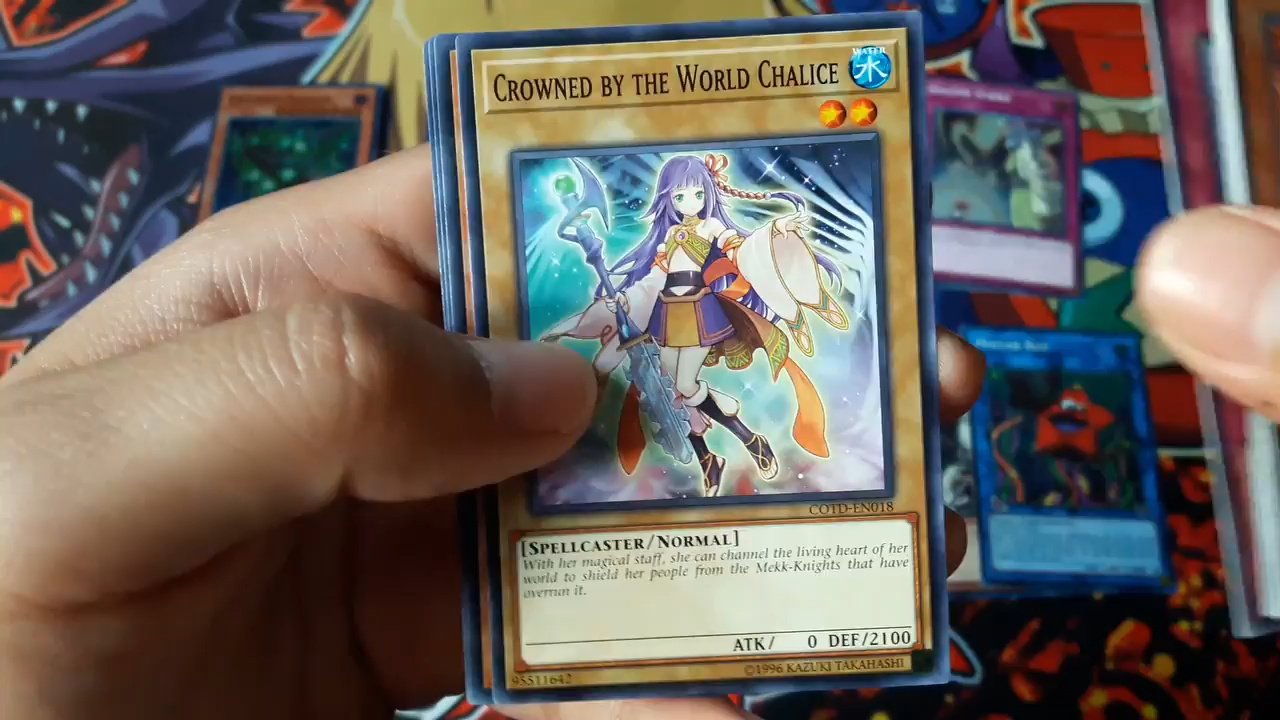 CROWNED BY THE WORLD CHALICE
WATER
水
COTD-EN018
[SPELLCASTER/NORMAL]
With her magical staff, she can channel the living heart of her
world to shield her people from the Mekk-Knights that have
overrun it.
ATK/ 0 DEF/2100
95511642
©1996 KAZUKI TAKAHASHI